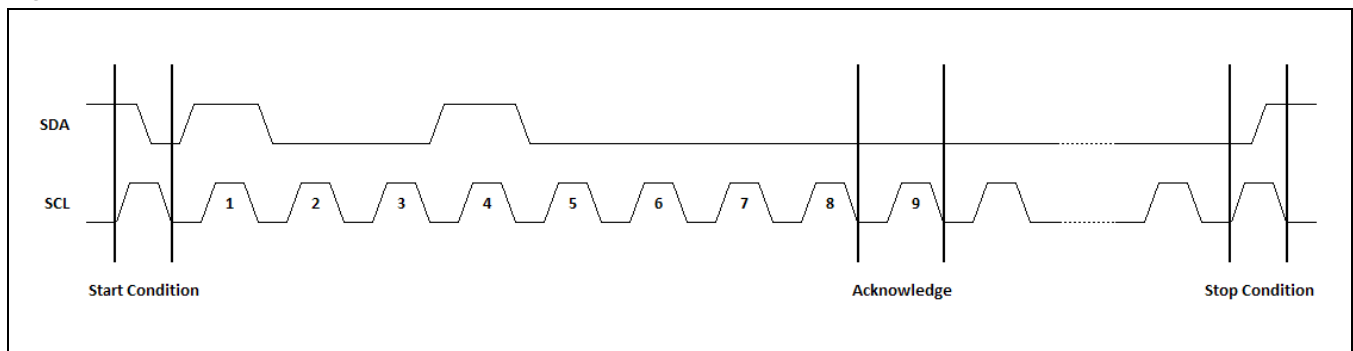 SDA
SCL 1 2 3 4 5 6 7 8 9
Start Condition Acknowledge Stop Condition